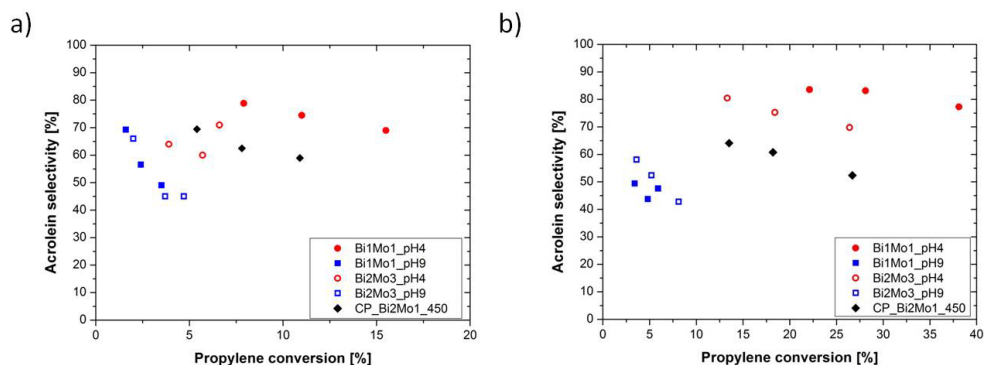 a)
100
90
80
70
60
50
40
30
20
10
0
Acrolein selectivity [%]
0 5 10 15 20
Propylene conversion [%]
Bi1Mo1_pH4
Bi1Mo1_pH9
Bi2Mo3_pH4
Bi2Mo3_pH9
CP_Bi2Mo1_450
b)
100
90
80
70
60
50
40
30
20
10
0
Acrolein selectivity [%]
0 5 10 15 20 25 30 35 40
Propylene conversion [%]
Bi1Mo1_pH4
Bi1Mo1_pH9
Bi2Mo3_pH4
Bi2Mo3_pH9
CP_Bi2Mo1_450